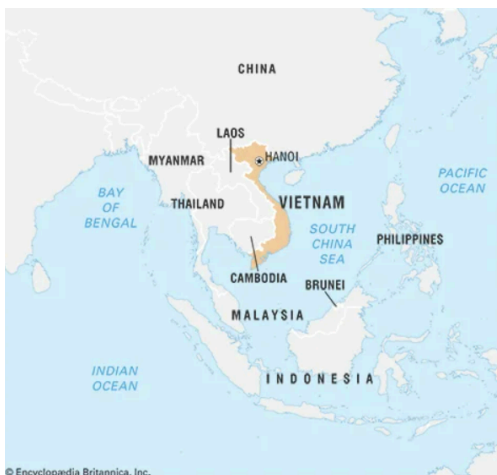 CHINA
LAOS
HANOI
MYANMAR
PACIFIC
OCEAN
BAY
OF
BENGAL
THAILAND
VIETNAM
SOUTH
CHINA
SEA
PHILIPPINES
CAMBODIA
BRUNEI
MALAYSIA
INDIAN
OCEAN
INDONESIA
© Encyclopædia Britannica, Inc.